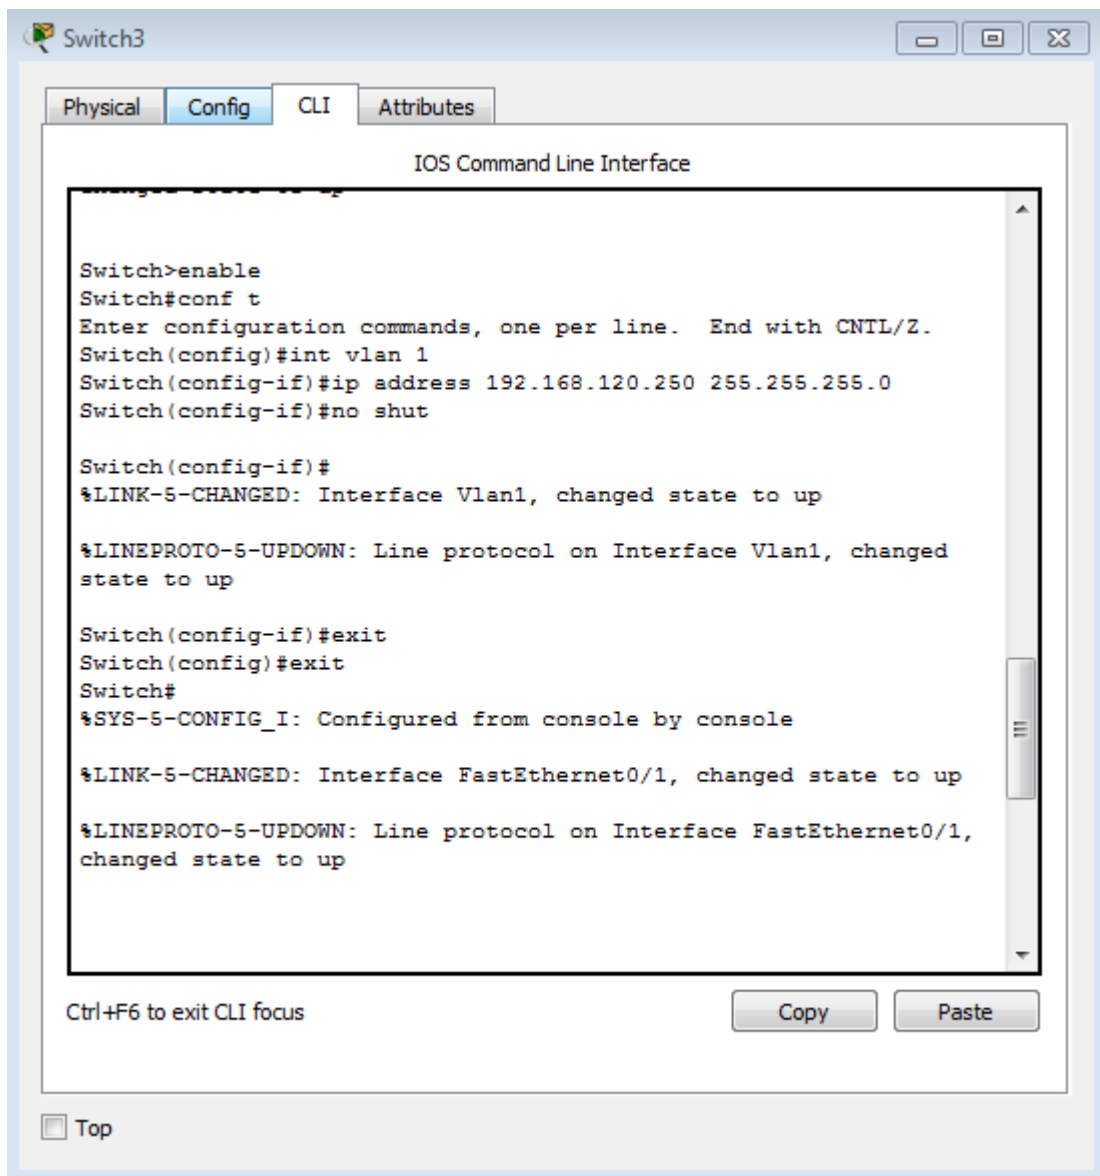 Switch3
Physical Config CLI Attributes
IOS Command Line Interface
changed state to up
Switch>enable
Switch#conf t
Enter configuration commands, one per line.  End with CNTL/Z.
Switch(config)#int vlan 1
Switch(config-if)#ip address 192.168.120.250 255.255.255.0
Switch(config-if)#no shut
Switch(config-if)#
%LINK-5-CHANGED: Interface Vlan1, changed state to up
%LINEPROTO-5-UPDOWN: Line protocol on Interface Vlan1, changed
state to up
Switch(config-if)#exit
Switch(config)#exit
Switch#
%SYS-5-CONFIG_I: Configured from console by console
%LINK-5-CHANGED: Interface FastEthernet0/1, changed state to up
%LINEPROTO-5-UPDOWN: Line protocol on Interface FastEthernet0/1,
changed state to up
Ctrl+F6 to exit CLI focus Copy Paste
Top